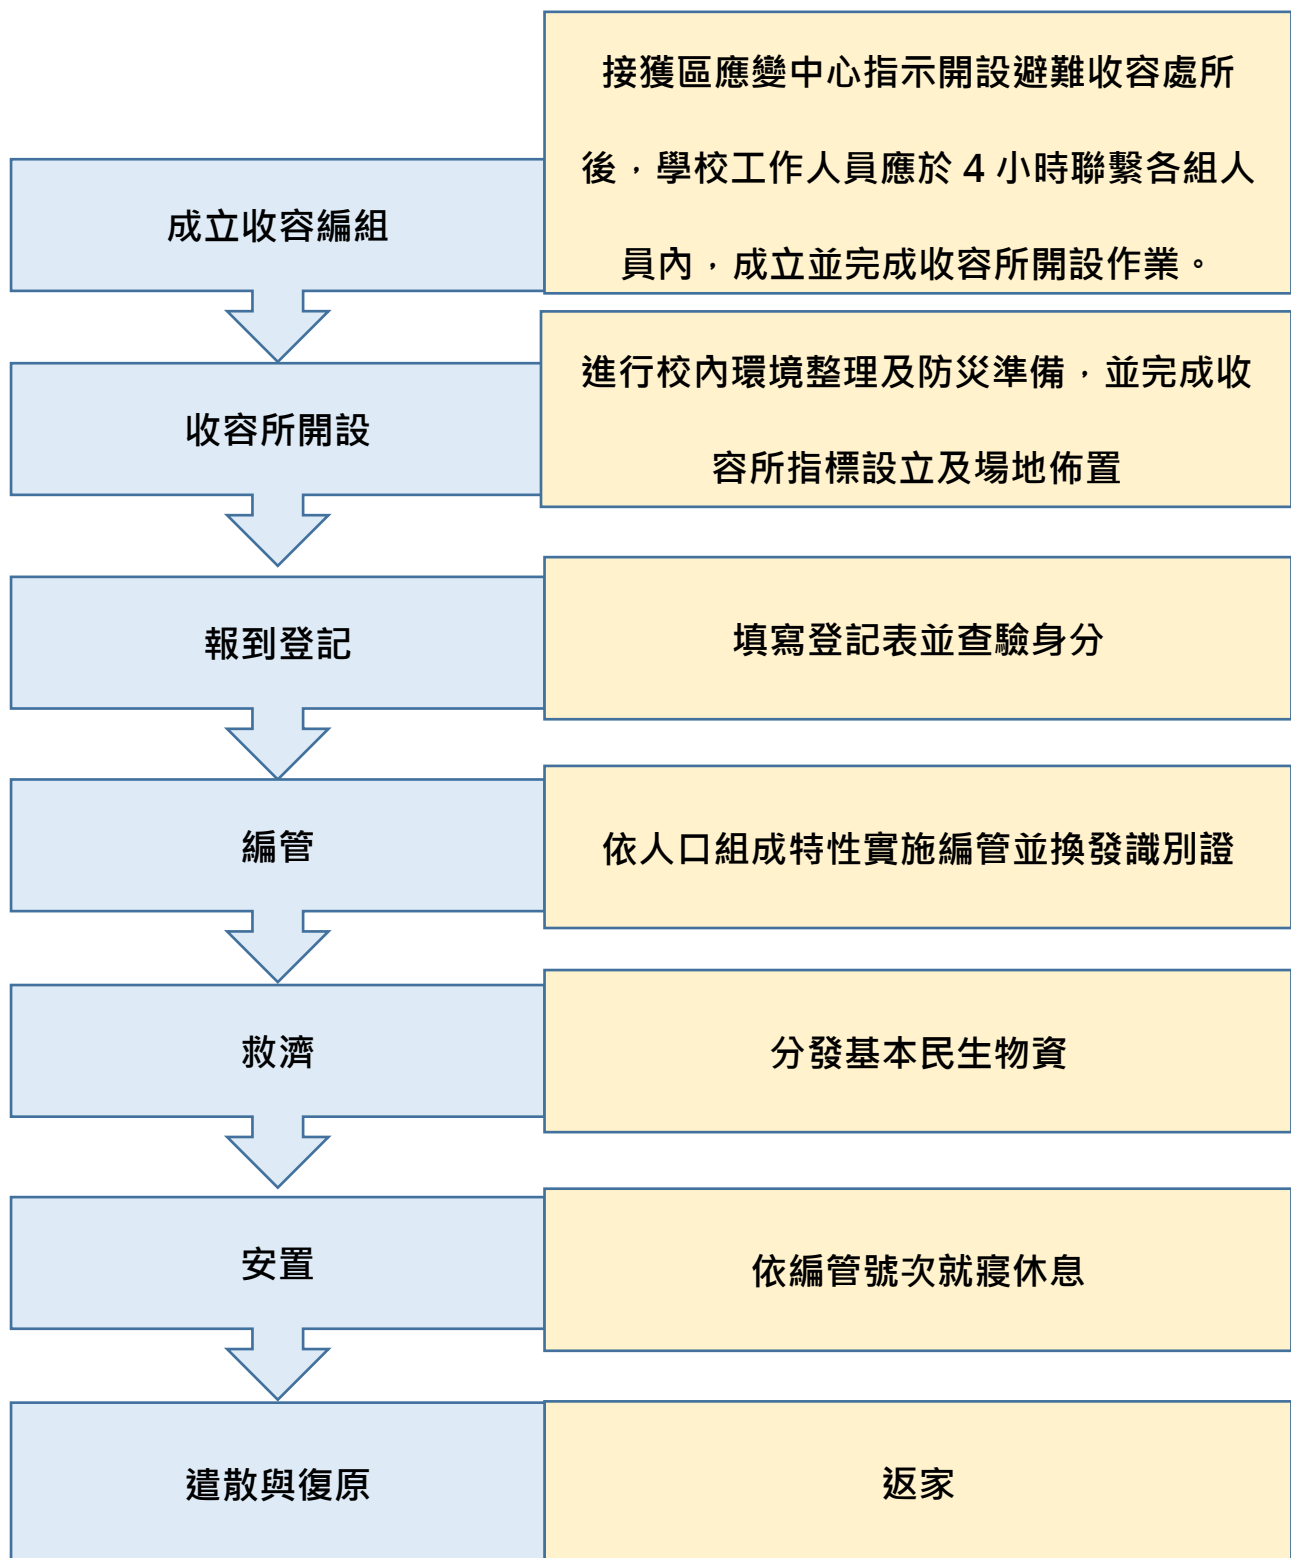 成立收容編組
接獲區應變中心指示開設避難收容處所
後，學校工作人員應於 4 小時聯繫各組人
員內，成立並完成收容所開設作業。
收容所開設
進行校內環境整理及防災準備，並完成收
容所指標設立及場地佈置
報到登記
填寫登記表並查驗身分
編管
依人口組成特性實施編管並換發識別證
救濟
分發基本民生物資
安置
依編管號次就寢休息
遣散與復原
返家